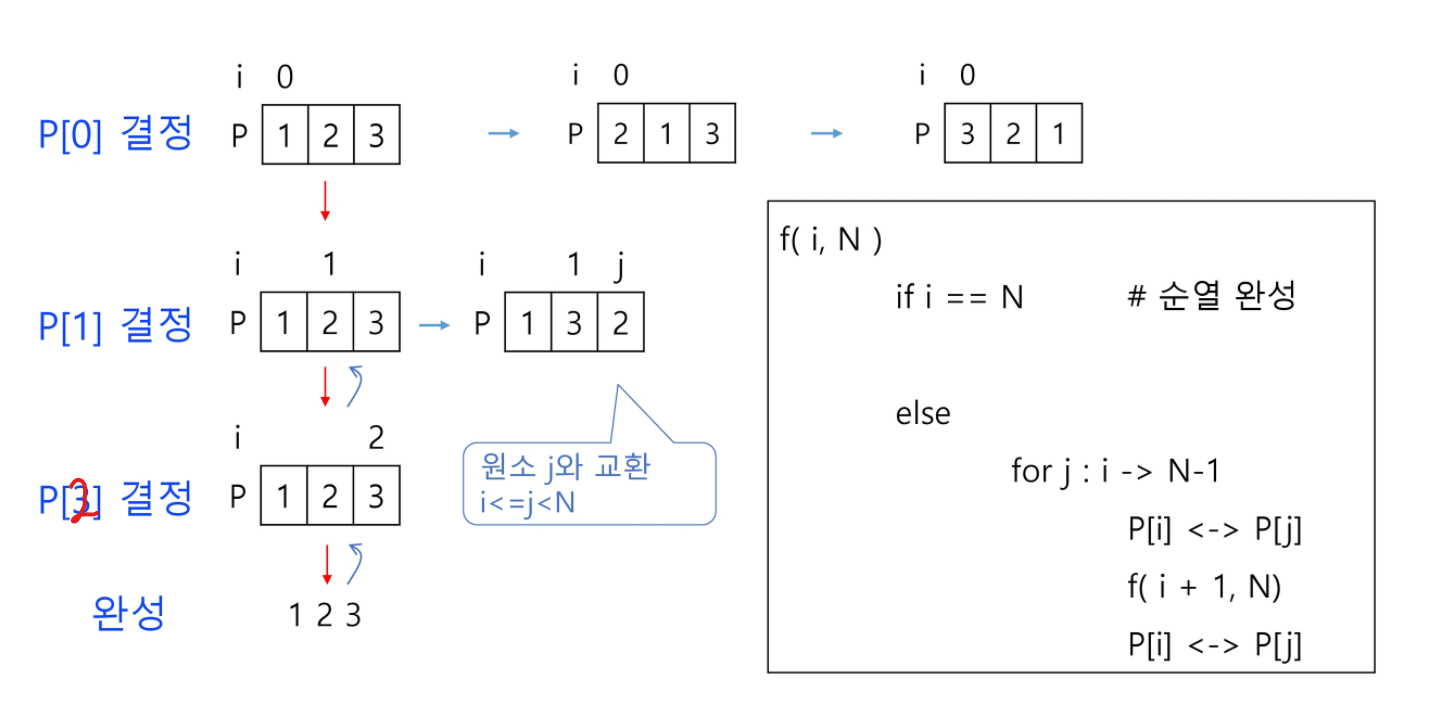 i 0
P[0] 결정 P 1 2 3
i 0
P 2 1 3
i 0
P 3 2 1
i 1
P[1] 결정 P 1 2 3
i 1 j
P 1 3 2
원소 j와 교환
i<=j<N
i 2
P[2] 결정 P 1 2 3
완성 1 2 3
f( i, N )
if i == N # 순열 완성
else
for j : i -> N-1
P[i] <-> P[j]
f( i + 1, N)
P[i] <-> P[j]